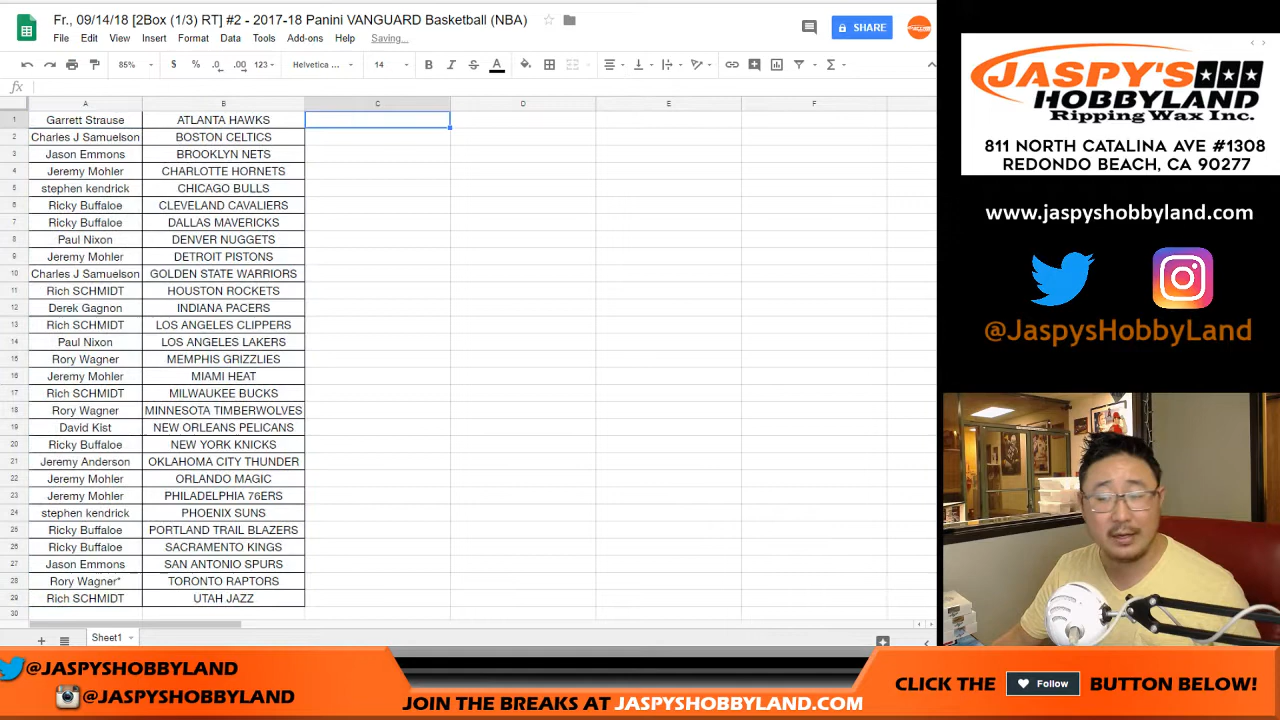 Fr., 09/14/18 [2Box (1/3) RT] #2 - 2017-18 Panini VANGUARD Basketball (NBA)
File Edit View Insert Format Data Tools Add-ons Help Saving...
SHARE
85% $ % .0 .00 123 Helvetica ... 14 B I S A Σ
fx
A B C D E F
1 Garrett Strause ATLANTA HAWKS
2 Charles J Samuelson BOSTON CELTICS
3 Jason Emmons BROOKLYN NETS
4 Jeremy Mohler CHARLOTTE HORNETS
5 stephen kendrick CHICAGO BULLS
6 Ricky Buffaloe CLEVELAND CAVALIERS
7 Ricky Buffaloe DALLAS MAVERICKS
8 Paul Nixon DENVER NUGGETS
9 Jeremy Mohler DETROIT PISTONS
10 Charles J Samuelson GOLDEN STATE WARRIORS
11 Rich SCHMIDT HOUSTON ROCKETS
12 Derek Gagnon INDIANA PACERS
13 Rich SCHMIDT LOS ANGELES CLIPPERS
14 Paul Nixon LOS ANGELES LAKERS
15 Rory Wagner MEMPHIS GRIZZLIES
16 Jeremy Mohler MIAMI HEAT
17 Rich SCHMIDT MILWAUKEE BUCKS
18 Rory Wagner MINNESOTA TIMBERWOLVES
19 David Kist NEW ORLEANS PELICANS
20 Ricky Buffaloe NEW YORK KNICKS
21 Jeremy Anderson OKLAHOMA CITY THUNDER
22 Jeremy Mohler ORLANDO MAGIC
23 Jeremy Mohler PHILADELPHIA 76ERS
24 stephen kendrick PHOENIX SUNS
25 Ricky Buffaloe PORTLAND TRAIL BLAZERS
26 Ricky Buffaloe SACRAMENTO KINGS
27 Jason Emmons SAN ANTONIO SPURS
28 Rory Wagner* TORONTO RAPTORS
29 Rich SCHMIDT UTAH JAZZ
30
Sheet1
JASPY'S
HOBBYLAND
Ripping Wax Inc.
811 NORTH CATALINA AVE #1308
REDONDO BEACH, CA 90277
www.jaspyshobbyland.com
@JaspysHobbyLand
@JASPYSHOBBYLAND
@JASPYSHOBBYLAND
JOIN THE BREAKS AT JASPYSHOBBYLAND.COM
CLICK THE Follow BUTTON BELOW!